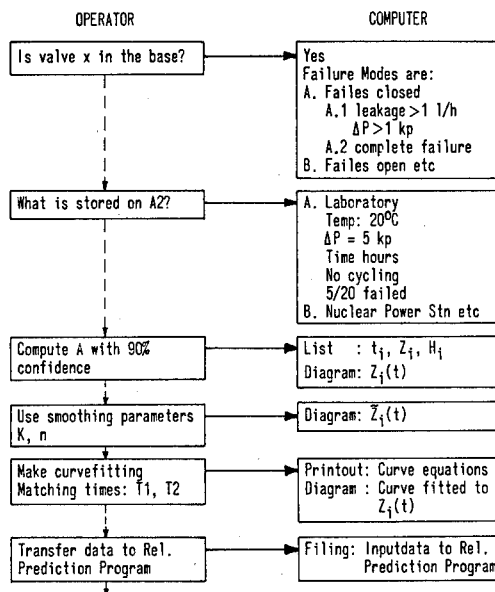 OPERATOR
COMPUTER
Is valve x in the base?
Yes
Failure Modes are:
A. Failes closed
A.1 leakage >1 l/h
ΔP >1 kp
A.2 complete failure
B. Failes open etc
What is stored on A2?
A. Laboratory
Temp: 20°C
ΔP = 5 kp
Time hours
No cycling
5/20 failed
B. Nuclear Power Stn etc
Compute A with 90%
confidence
List : tᵢ, Zᵢ, Hᵢ
Diagram: Zᵢ(t)
Use smoothing parameters
K, n
Diagram: Z̃ᵢ(t)
Make curvefitting
Matching times: T1, T2
Printout: Curve equations
Diagram : Curve fitted to
Zᵢ(t)
Transfer data to Rel.
Prediction Program
Filing: Inputdata to Rel.
Prediction Program